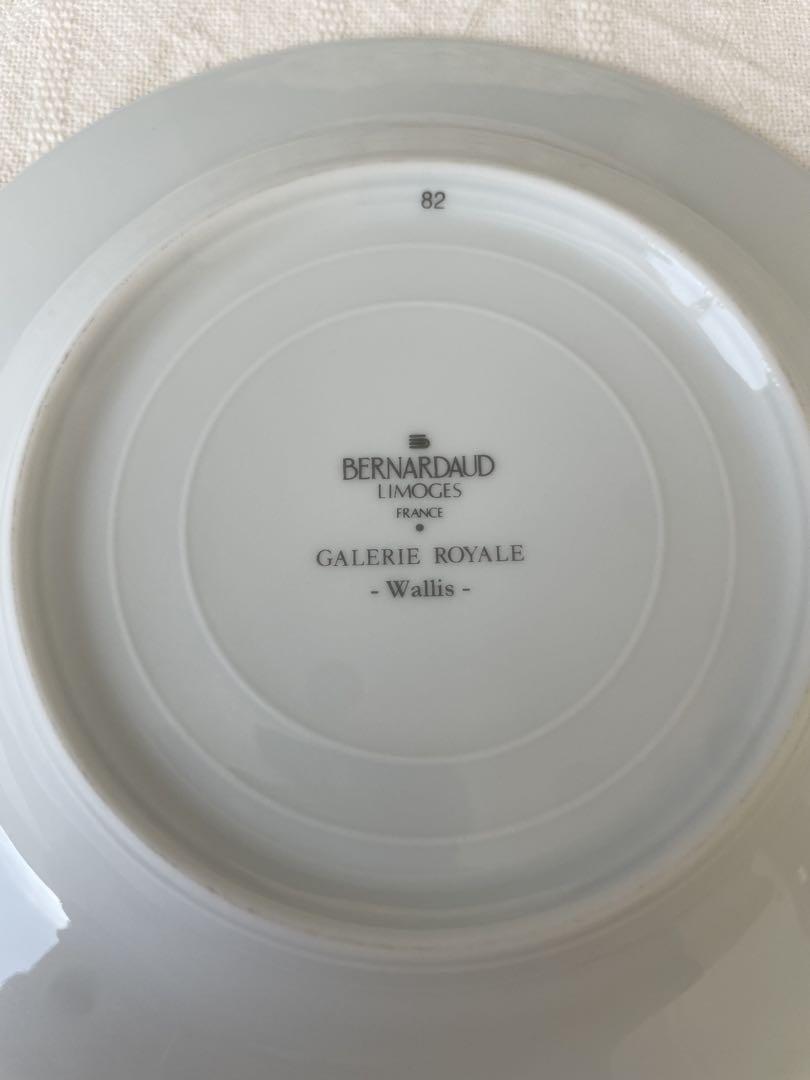 82
BERNARDAUD
LIMOGES
FRANCE
GALERIE ROYALE
- Wallis -